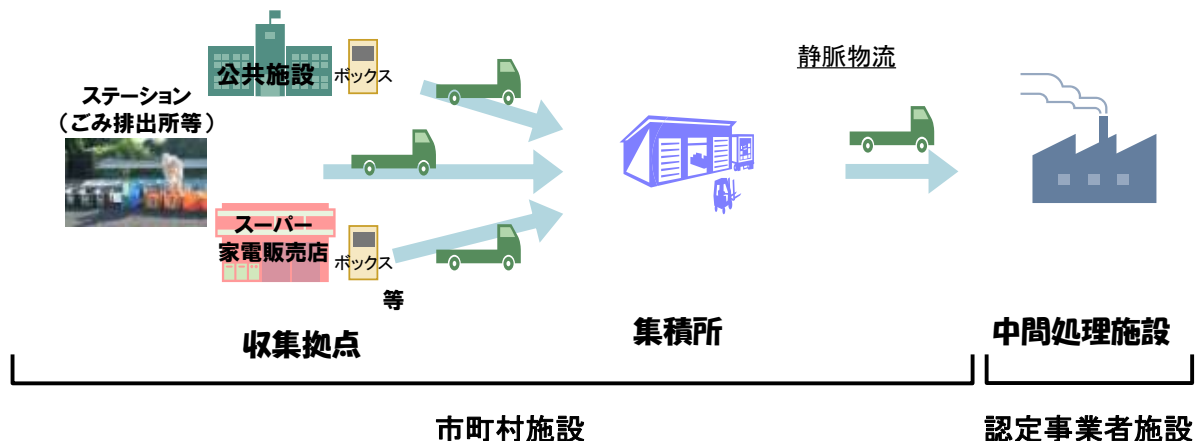 静脈物流
公共施設
ボックス
ステーション
（ごみ排出所等）
スーパー
家電販売店
ボックス
等
収集拠点
集積所
中間処理施設
市町村施設
認定事業者施設